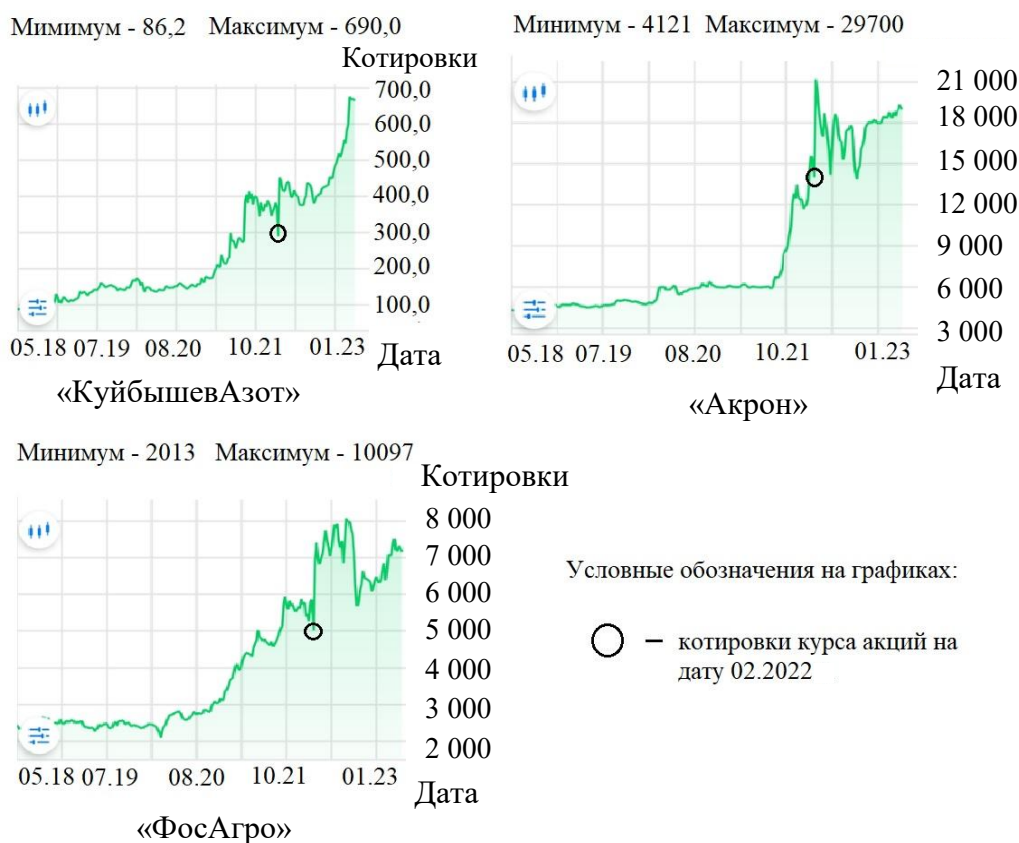 Мимимум - 86,2 Максимум - 690,0
Котировки
700,0
600,0
500,0
400,0
300,0
200,0
100,0
05.18 07.19 08.20 10.21 01.23 Дата
«КуйбышевАзот»
Минимум - 4121 Максимум - 29700
21 000
18 000
15 000
12 000
9 000
6 000
3 000
05.18 07.19 08.20 10.21 01.23
Дата
«Акрон»
Минимум - 2013 Максимум - 10097
Котировки
8 000
7 000
6 000
5 000
4 000
3 000
2 000
05.18 07.19 08.20 10.21 01.23
Дата
«ФосАгро»
Условные обозначения на графиках:
– котировки курса акций на
дату 02.2022